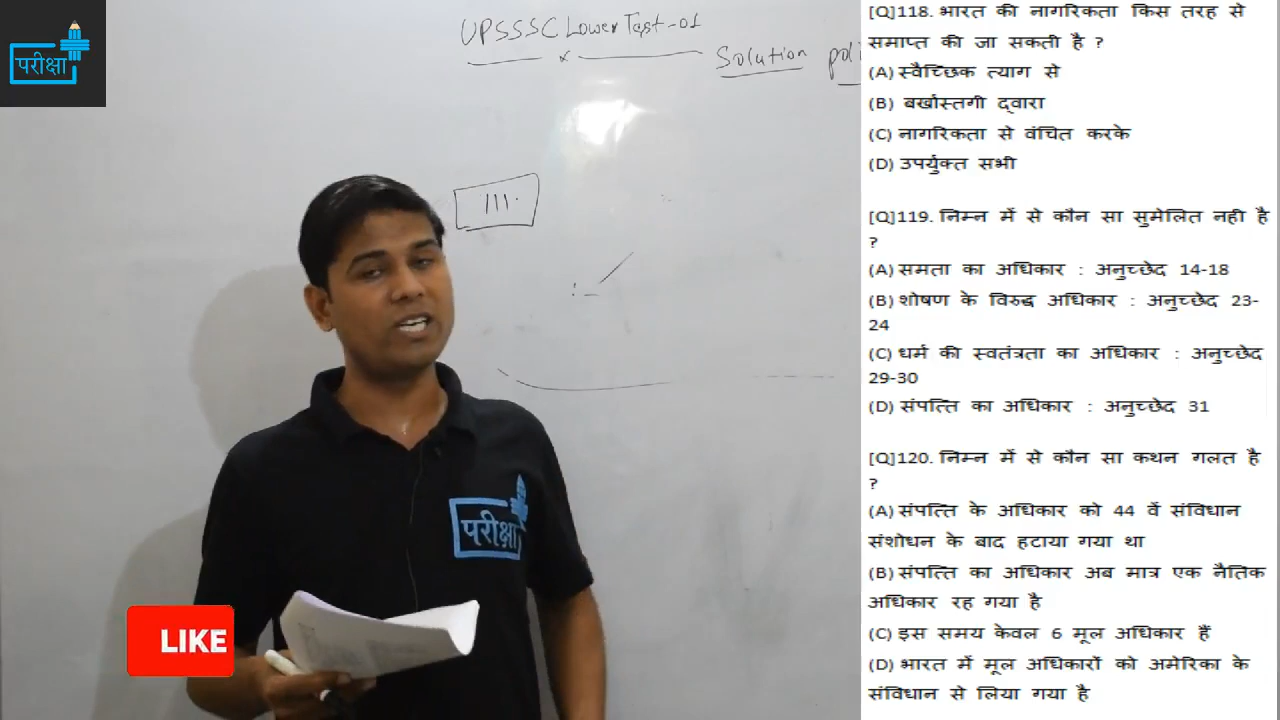 परीक्षा
UPSSSC Lower Test-01
Solution
111.
परीक्षा
LIKE
[Q]118. भारत की नागरिकता किस तरह से
समाप्त की जा सकती है ?
(A) स्वैच्छिक त्याग से
(B) बर्खास्तगी द्वारा
(C) नागरिकता से वंचित करके
(D) उपर्युक्त सभी
[Q]119. निम्न में से कौन सा सुमेलित नही है
?
(A) समता का अधिकार : अनुच्छेद 14-18
(B) शोषण के विरुद्ध अधिकार : अनुच्छेद 23-
24
(C) धर्म की स्वतंत्रता का अधिकार : अनुच्छेद
29-30
(D) संपत्ति का अधिकार : अनुच्छेद 31
[Q]120. निम्न में से कौन सा कथन गलत है
?
(A) संपत्ति के अधिकार को 44 वें संविधान
संशोधन के बाद हटाया गया था
(B) संपत्ति का अधिकार अब मात्र एक नैतिक
अधिकार रह गया है
(C) इस समय केवल 6 मूल अधिकार हैं
(D) भारत में मूल अधिकारों को अमेरिका के
संविधान से लिया गया है